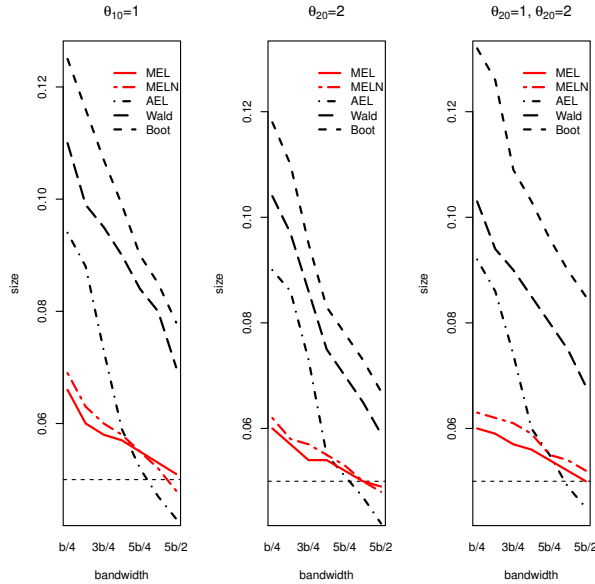 θ10=1
0.12
0.10
0.08
0.06
size
MEL
MELN
AEL
Wald
Boot
b/4
3b/4
5b/4
5b/2
bandwidth
θ20=2
0.12
0.10
0.08
0.06
size
MEL
MELN
AEL
Wald
Boot
b/4
3b/4
5b/4
5b/2
bandwidth
θ20=1, θ20=2
0.12
0.10
0.08
0.06
size
MEL
MELN
AEL
Wald
Boot
b/4
3b/4
5b/4
5b/2
bandwidth